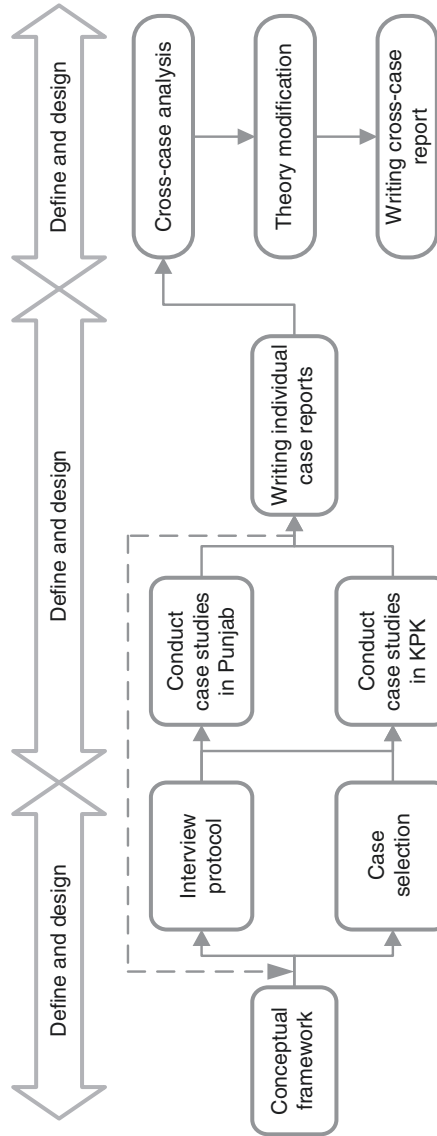 Define and design
Define and design
Define and design
Conceptual
framework
Interview
protocol
Case
selection
Conduct
case studies
in Punjab
Conduct
case studies
in KPK
Writing individual
case reports
Cross-case analysis
Theory modification
Writing cross-case
report